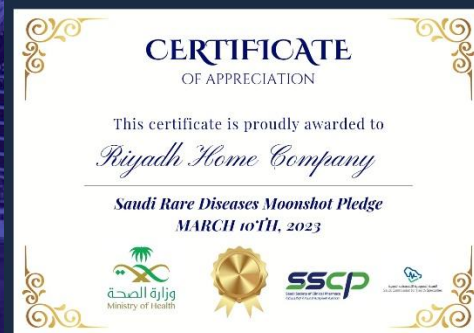 CERTIFICATE
OF APPRECIATION
This certificate is proudly awarded to
Riyadh Home Company
Saudi Rare Diseases Moonshot Pledge
MARCH 10TH, 2023
وزارة الصحة
Ministry of Health
SSCP